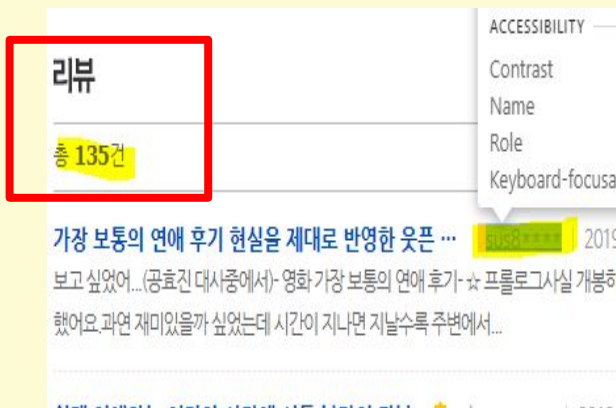 ACCESSIBILITY
Contrast
Name
Role
Keyboard-focusa
리뷰
총 135건
가장 보통의 연애 후기 현실을 제대로 반영한 웃픈 ··· sus8**** 2019
보고 싶었어...(공효진 대사중에서)- 영화 가장 보통의 연애 후기- ☆ 프롤로그사실 개봉하
했어요.과연 재미있을까 싶었는데 시간이 지나면 지날수록 주변에서...